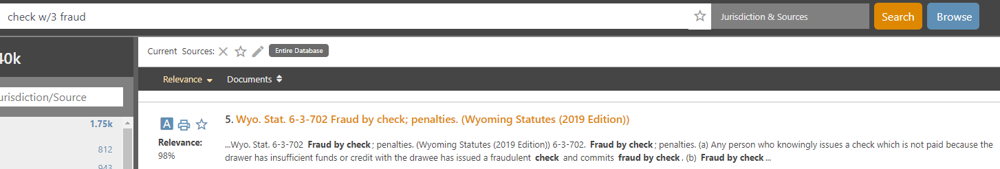 check w/3 fraud
Jurisdiction & Sources
Search
Browse
Current Sources:
Entire Database
40k
Relevance
Documents
urisdiction/Source
1.75k
812
943
5. Wyo. Stat. 6-3-702 Fraud by check; penalties. (Wyoming Statutes (2019 Edition))
A
Relevance:
98%
...Wyo. Stat. 6-3-702 Fraud by check; penalties. (Wyoming Statutes (2019 Edition)) 6-3-702. Fraud by check; penalties. (a) Any person who knowingly issues a check which is not paid because the
drawer has insufficient funds or credit with the drawee has issued a fraudulent check and commits fraud by check. (b) Fraud by check...